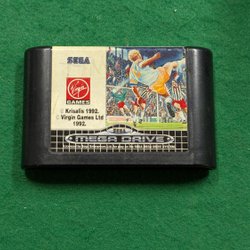 SEGA
Virgin
GAMES
© Krisalis 1992.
© Virgin Games Ltd
1992.
SEGA
MEGA DRIVE